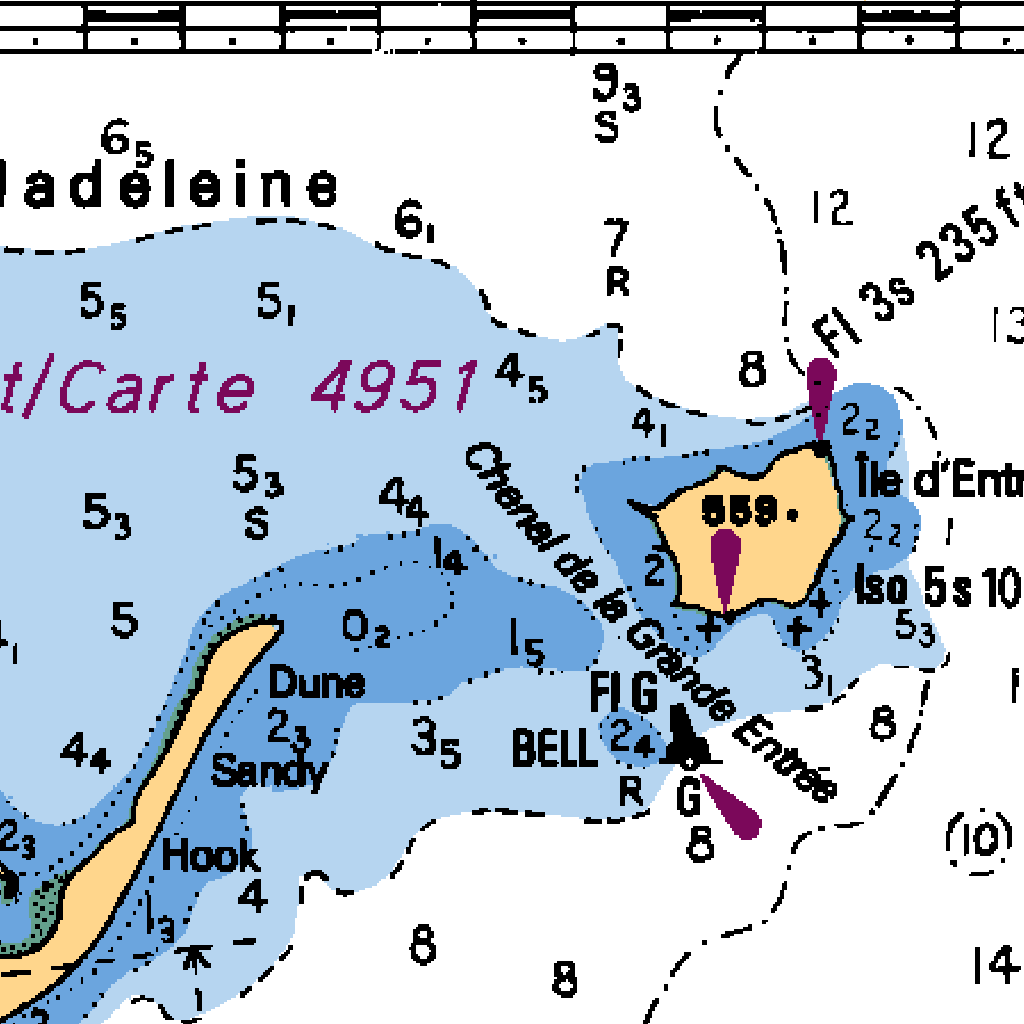 9₃
S
6₅
12
12
6₁
7
R
Fl 3s 235 ft
5₅
5₁
13
8
4₅
t/Carte 4951
4₁
2₂
Île d'Entr
5₃
S
4₄
5₃
559
2₂
1
1₄
2
Iso 5s 10
Chenal de la Grande Entrée
5
0₂
1₅
5₃
Dune
3₁
Fl G
2₃
8
4₄
3₅
BELL
2₄
Sandy
R
G
2₃
8
(10)
Hook
4
1₃
8
8
14